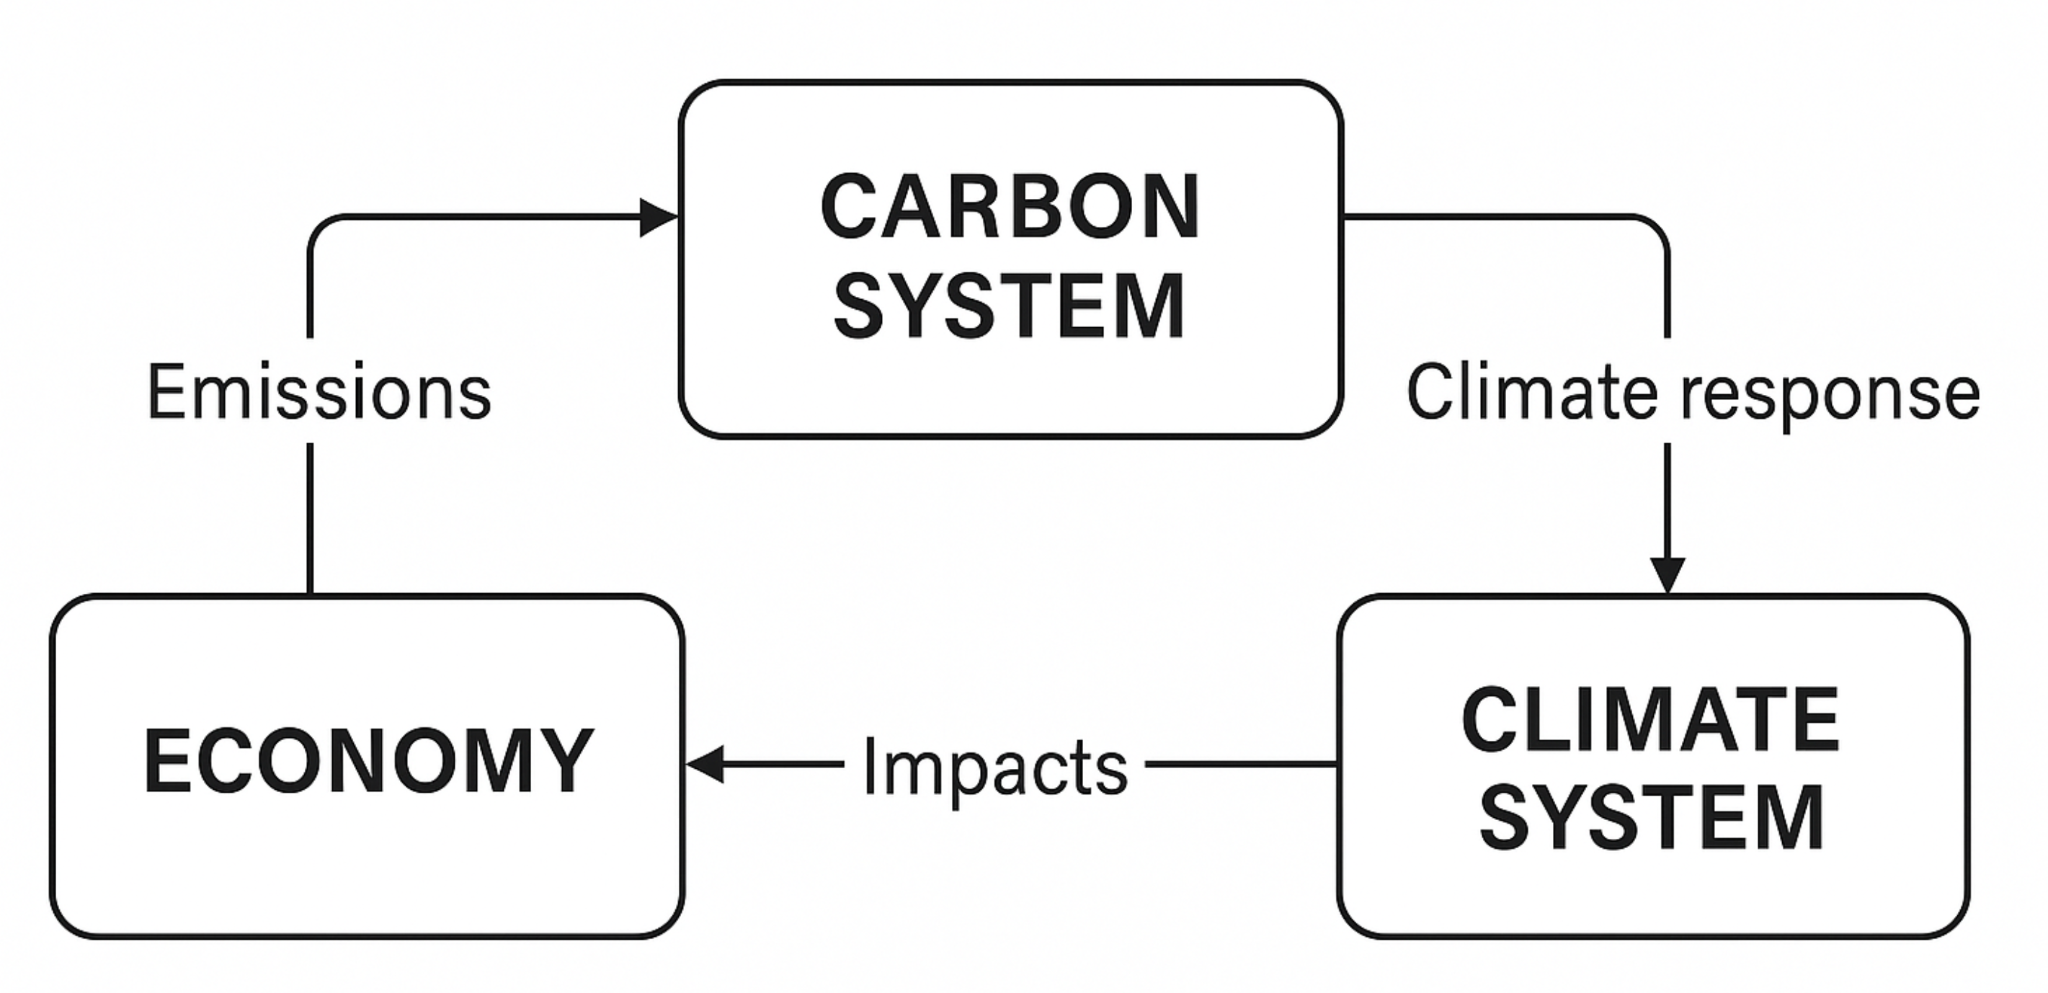 CARBON
SYSTEM
Emissions
Climate response
ECONOMY
Impacts
CLIMATE
SYSTEM